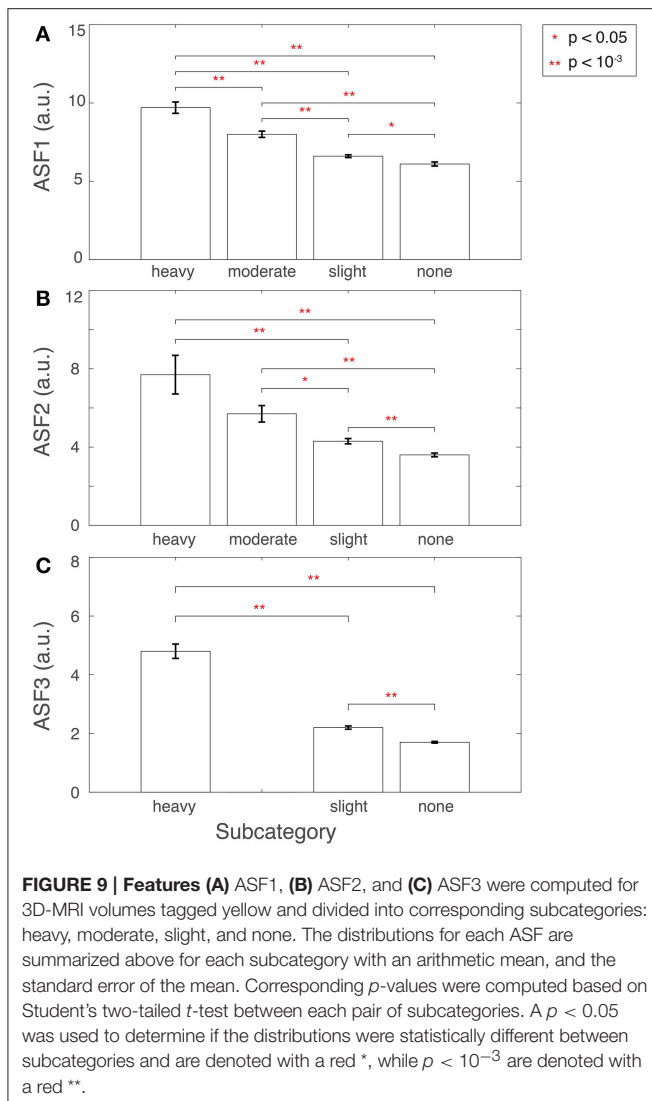 A
* p < 0.05
** p < 10-3
15
10
5
0
ASF1 (a.u.)
**
**
**
**
**
*
heavy moderate slight none
B
12
8
4
0
ASF2 (a.u.)
**
**
**
*
**
heavy moderate slight none
C
8
6
4
2
0
ASF3 (a.u.)
**
**
**
heavy slight none
Subcategory
FIGURE 9 | Features (A) ASF1, (B) ASF2, and (C) ASF3 were computed for
3D-MRI volumes tagged yellow and divided into corresponding subcategories:
heavy, moderate, slight, and none. The distributions for each ASF are
summarized above for each subcategory with an arithmetic mean, and the
standard error of the mean. Corresponding p-values were computed based on
Student's two-tailed t-test between each pair of subcategories. A p < 0.05
was used to determine if the distributions were statistically different between
subcategories and are denoted with a red *, while p < 10−3 are denoted with
a red **.